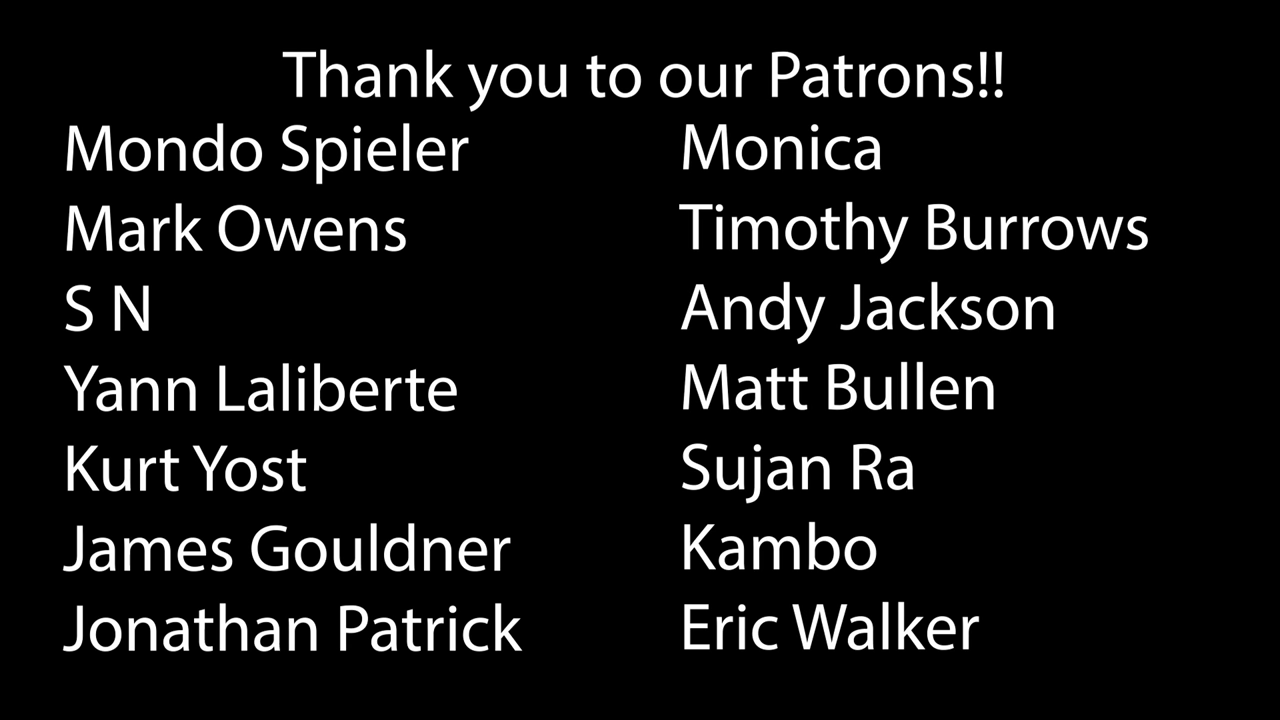 Thank you to our Patrons!!
Mondo Spieler
Mark Owens
S N
Yann Laliberte
Kurt Yost
James Gouldner
Jonathan Patrick
Monica
Timothy Burrows
Andy Jackson
Matt Bullen
Sujan Ra
Kambo
Eric Walker